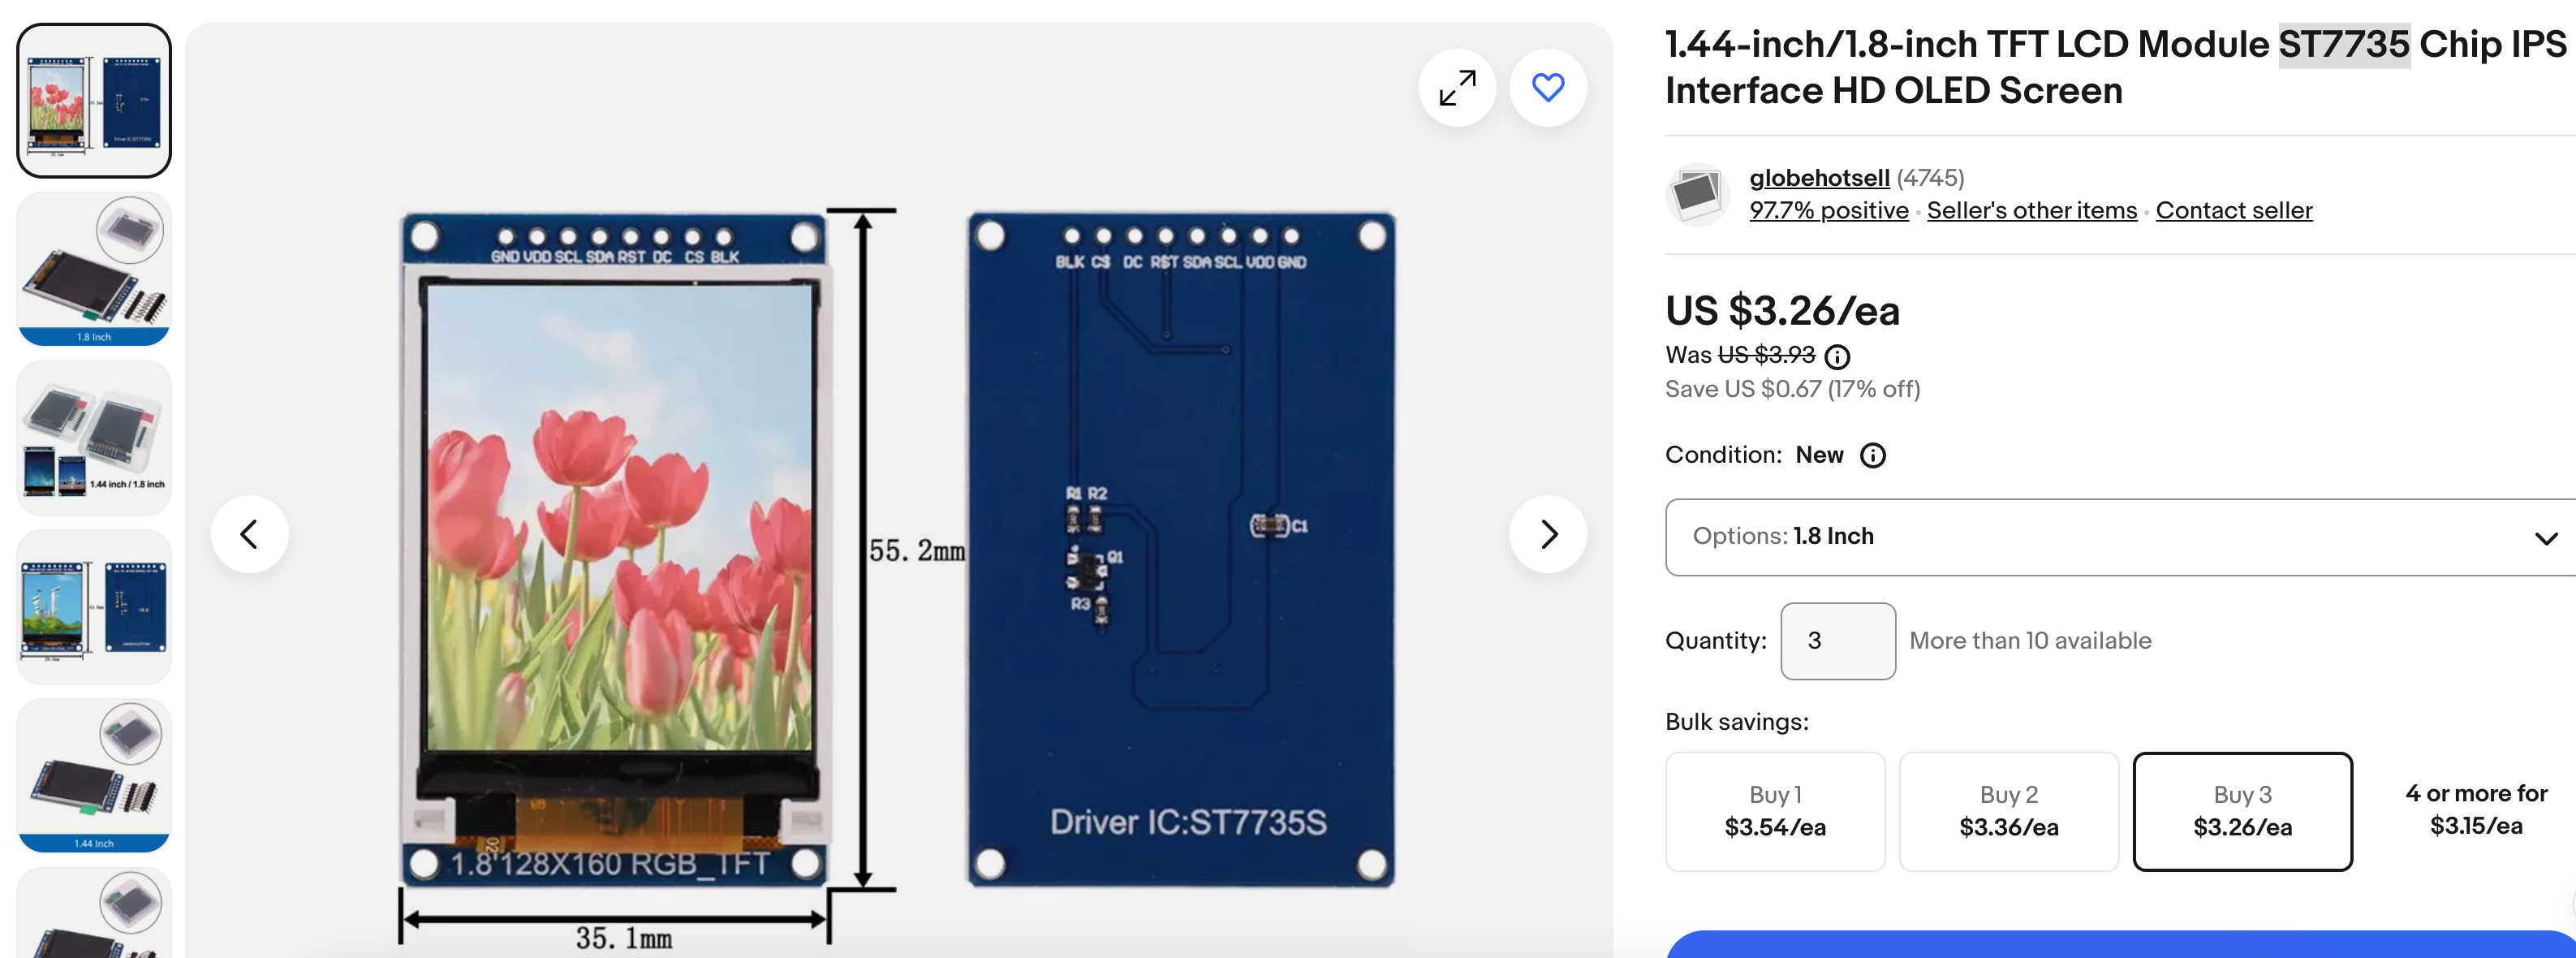 1.8 Inch
1.44 inch / 1.8 inch
1.44 Inch
GND VDD SCL SDA RST DC CS BLK
1.8'128X160 RGB_TFT
55.2mm
35.1mm
BLK CS DC RST SDA SCL VDD GND
R1 R2
C1
Q1
R3
Driver IC:ST7735S
1.44-inch/1.8-inch TFT LCD Module ST7735 Chip IPS
Interface HD OLED Screen
globehotsell (4745)
97.7% positive · Seller's other items · Contact seller
US $3.26/ea
Was US $3.93
Save US $0.67 (17% off)
Condition: New
Options: 1.8 Inch
Quantity: 3 More than 10 available
Bulk savings:
Buy 1
$3.54/ea
Buy 2
$3.36/ea
Buy 3
$3.26/ea
4 or more for
$3.15/ea